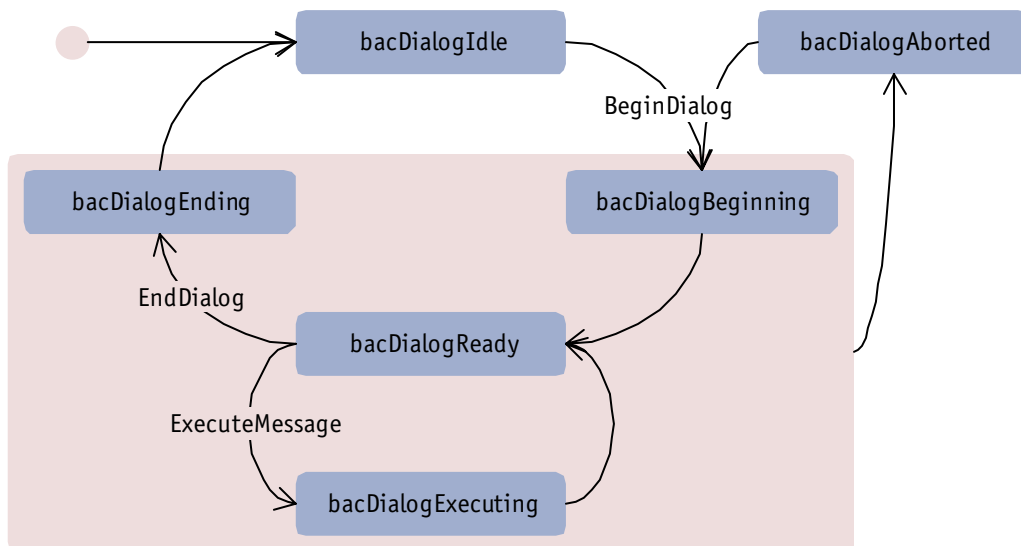 bacDialogIdle
bacDialogAborted
BeginDialog
bacDialogEnding
bacDialogBeginning
EndDialog
bacDialogReady
ExecuteMessage
bacDialogExecuting